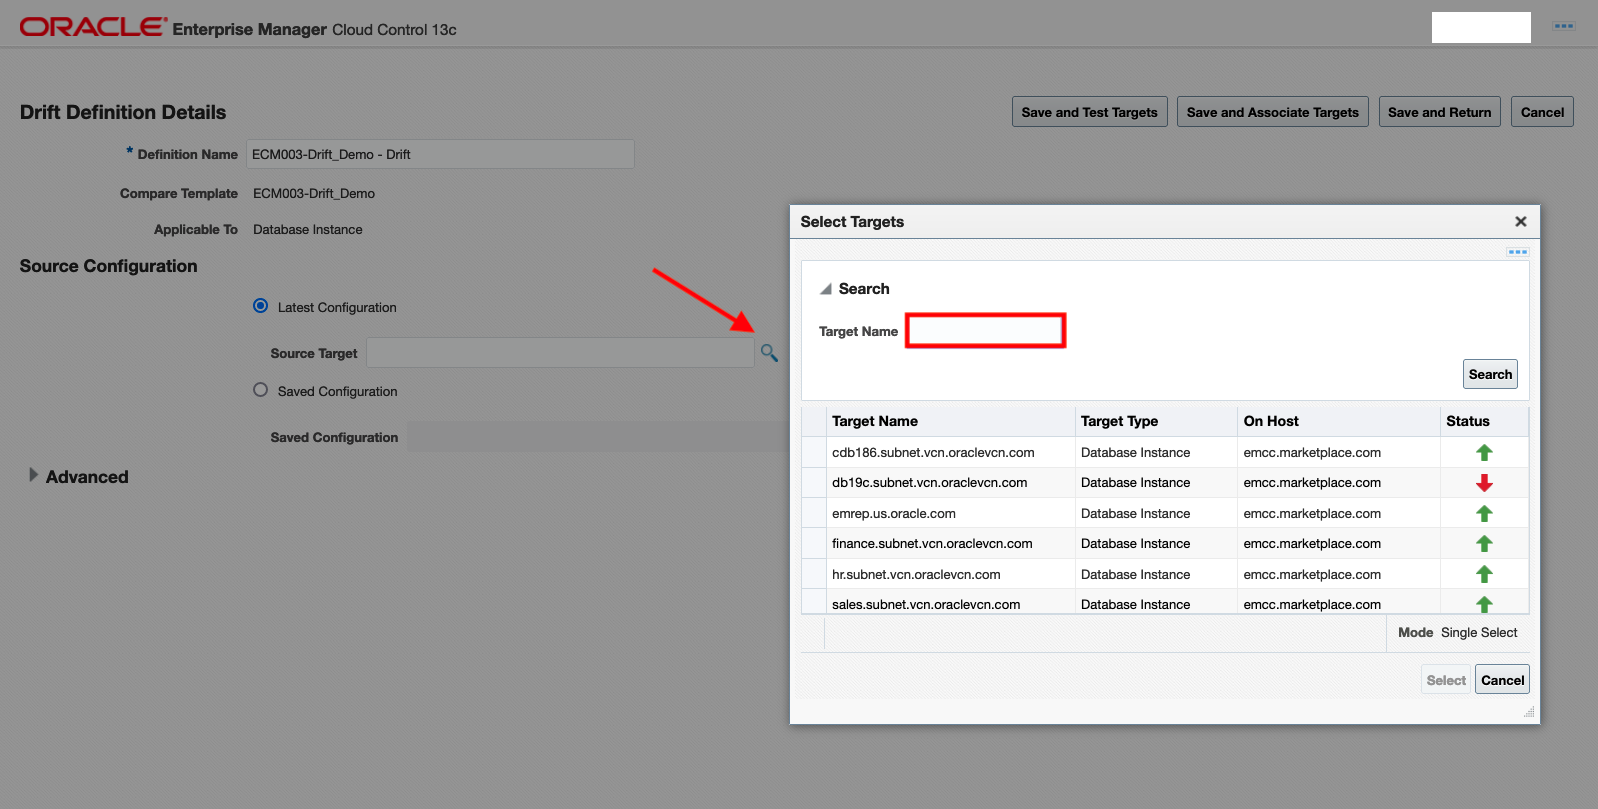 ORACLE® Enterprise Manager Cloud Control 13c
Drift Definition Details
Save and Test Targets
Save and Associate Targets
Save and Return
Cancel
* Definition Name ECM003-Drift_Demo - Drift
Compare Template ECM003-Drift_Demo
Applicable To Database Instance
Source Configuration
Latest Configuration
Source Target
Saved Configuration
Saved Configuration
Advanced
Select Targets
Search
Target Name
Search
Target Name Target Type On Host Status
cdb186.subnet.vcn.oraclevcn.com Database Instance emcc.marketplace.com
db19c.subnet.vcn.oraclevcn.com Database Instance emcc.marketplace.com
emrep.us.oracle.com Database Instance emcc.marketplace.com
finance.subnet.vcn.oraclevcn.com Database Instance emcc.marketplace.com
hr.subnet.vcn.oraclevcn.com Database Instance emcc.marketplace.com
sales.subnet.vcn.oraclevcn.com Database Instance emcc.marketplace.com
Mode Single Select
Select
Cancel